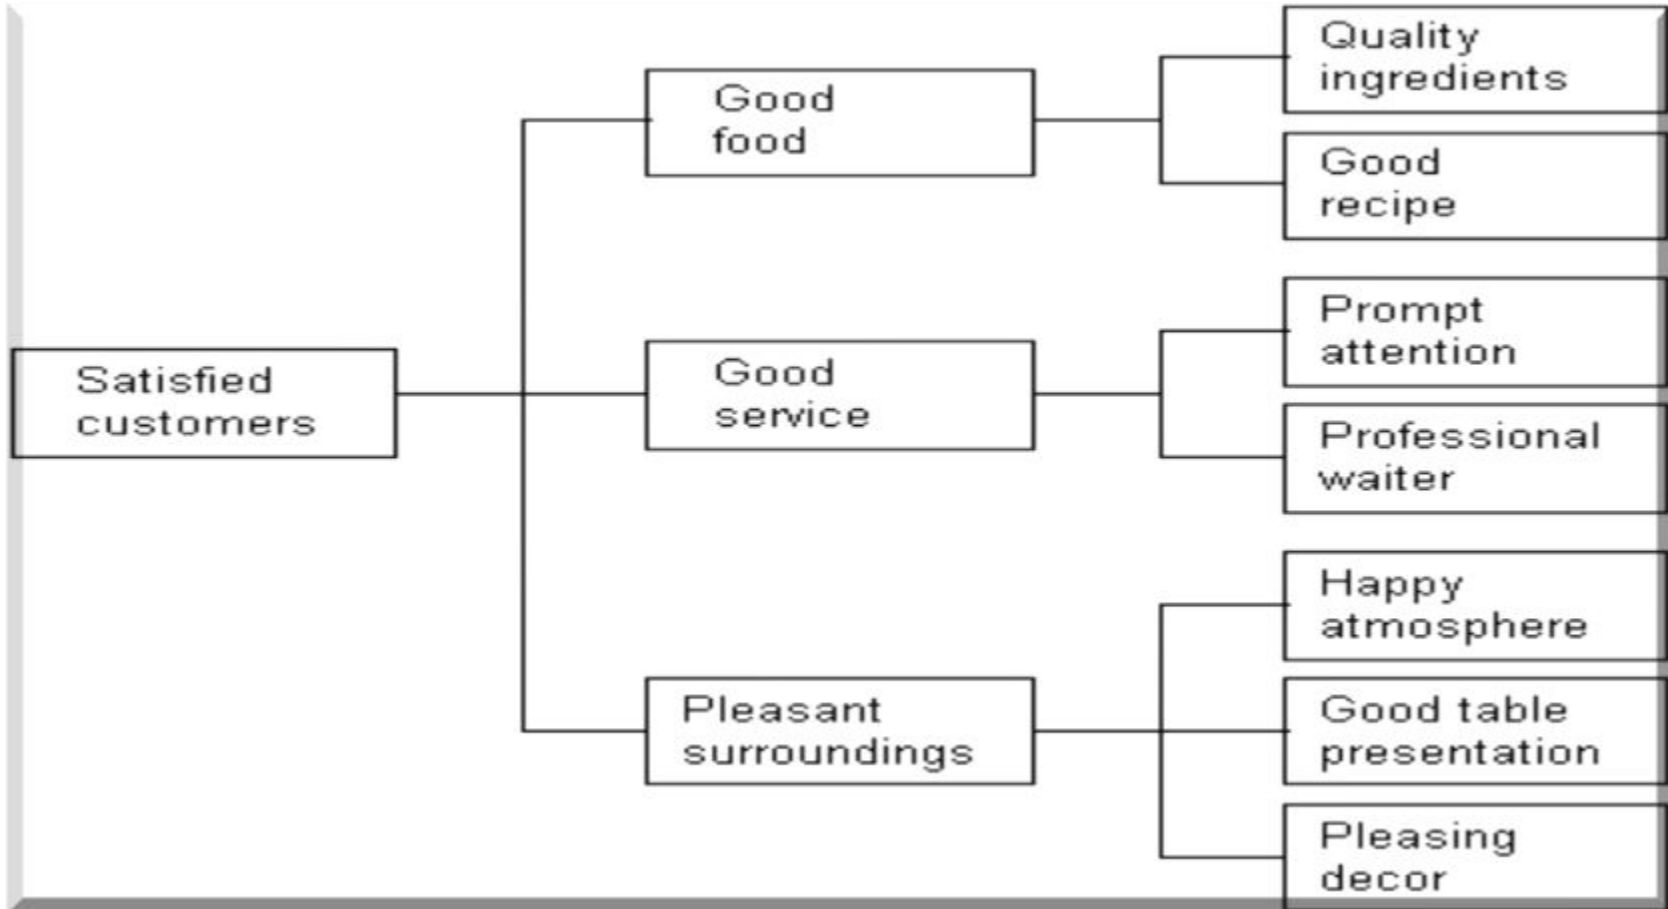 Satisfied
customers
Good
food
Quality
ingredients
Good
recipe
Good
service
Prompt
attention
Professional
waiter
Pleasant
surroundings
Happy
atmosphere
Good table
presentation
Pleasing
decor